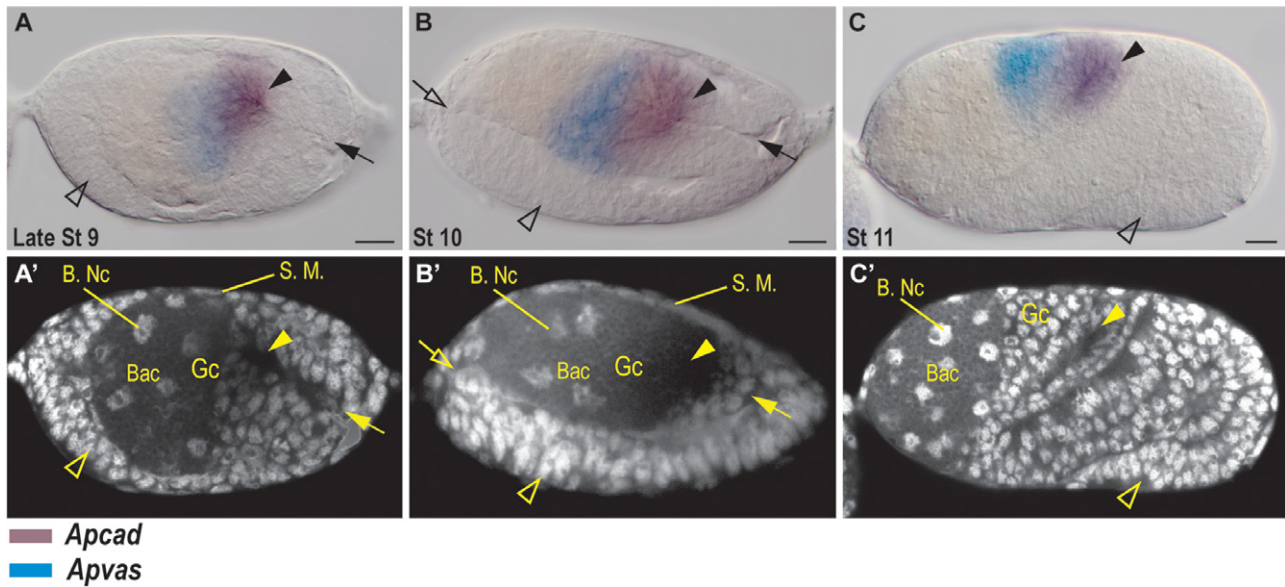 A
Late St 9
B
St 10
C
St 11
A’
B. Nc
S. M.
Bac
Gc
B’
B. Nc
S. M.
Bac
Gc
C’
B. Nc
Gc
Bac
Apcad
Apvas